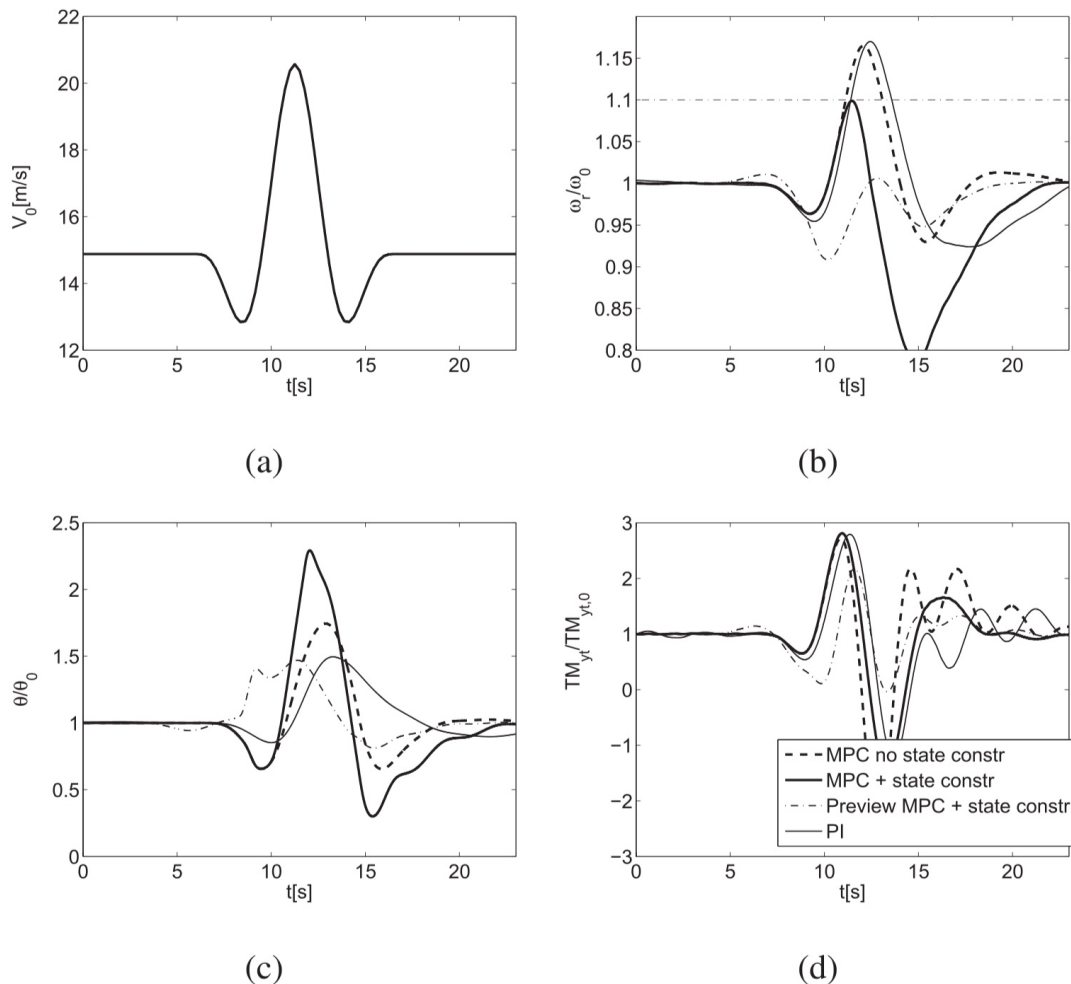 22
20
18
16
14
12
V0[m/s]
0 5 10 15 20
t[s]
(a)
1.15
1.1
1.05
1
0.95
0.9
0.85
0.8
ωr/ω0
0 5 10 15 20
t[s]
(b)
2.5
2
1.5
1
0.5
0
θ/θ0
0 5 10 15 20
t[s]
(c)
3
2
1
0
−1
−2
−3
TMyt/TMyt,0
MPC no state constr
MPC + state constr
Preview MPC + state constr
PI
0 5 10 15 20
t[s]
(d)